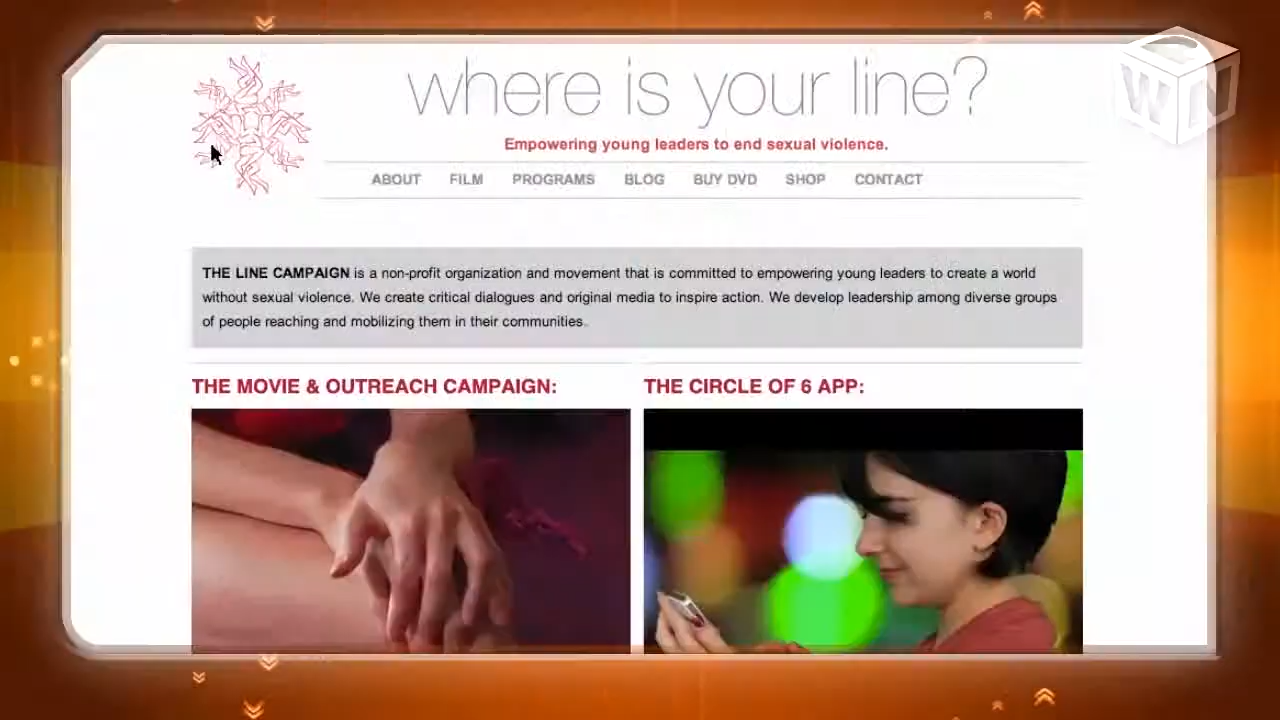 where is your line?
Empowering young leaders to end sexual violence.
ABOUT FILM PROGRAMS BLOG BUY DVD SHOP CONTACT
THE LINE CAMPAIGN is a non-profit organization and movement that is committed to empowering young leaders to create a world
without sexual violence. We create critical dialogues and original media to inspire action. We develop leadership among diverse groups
of people reaching and mobilizing them in their communities.
THE MOVIE & OUTREACH CAMPAIGN: THE CIRCLE OF 6 APP: